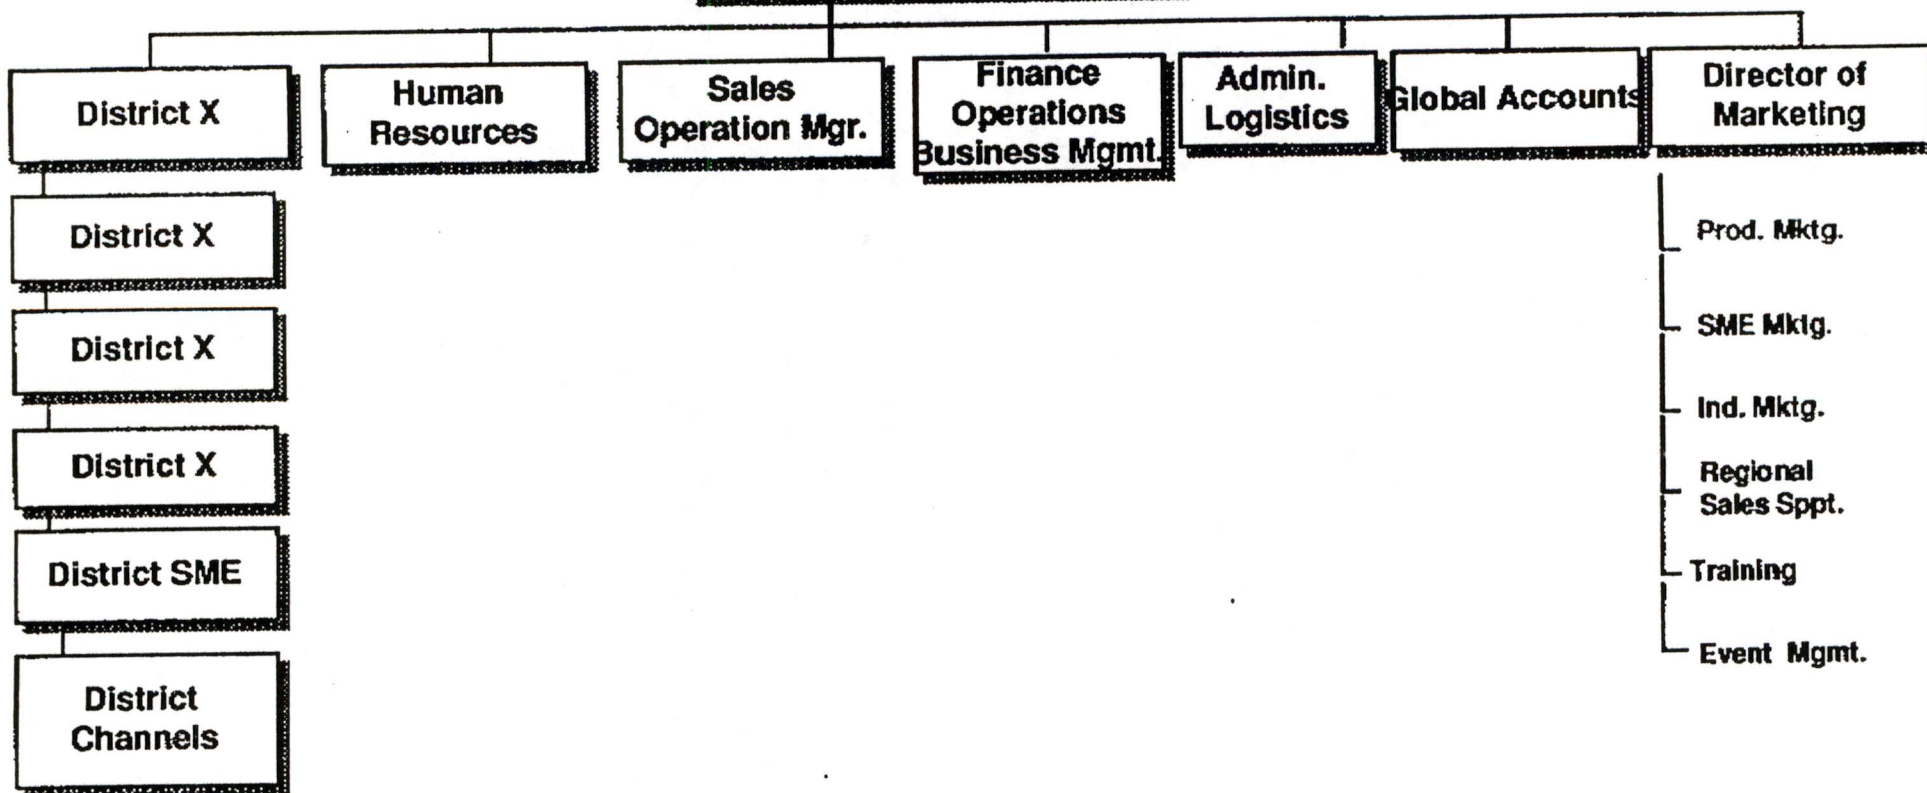 District X
Human
Resources
Sales
Operation Mgr.
Finance
Operations
Business Mgmt.
Admin.
Logistics
Global Accounts
Director of
Marketing
District X
District X
District X
District SME
District
Channels
Prod. Mktg.
SME Mktg.
Ind. Mktg.
Regional
Sales Sppt.
Training
Event Mgmt.